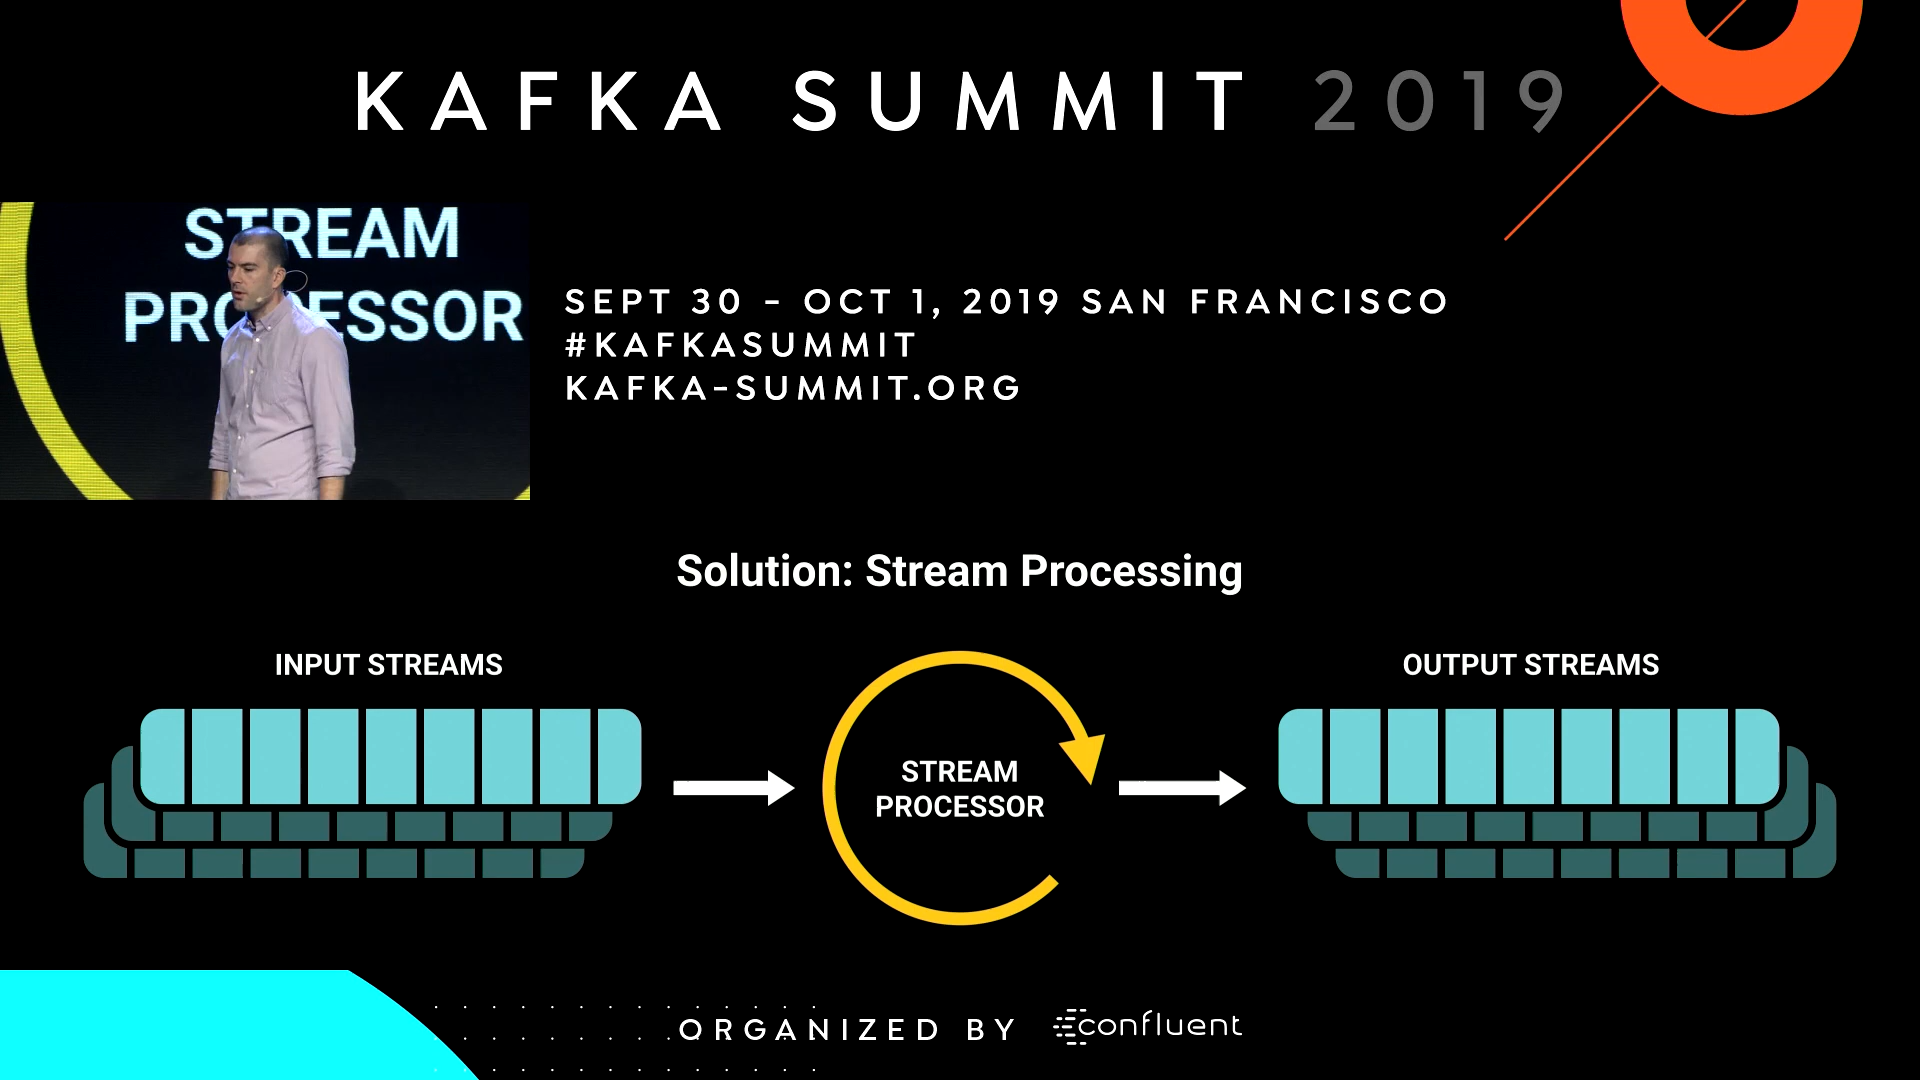 KAFKA SUMMIT 2019
STREAM
PROCESSOR
SEPT 30 - OCT 1, 2019 SAN FRANCISCO
#KAFKASUMMIT
KAFKA-SUMMIT.ORG
Solution: Stream Processing
INPUT STREAMS
STREAM
PROCESSOR
OUTPUT STREAMS
ORGANIZED BY confluent